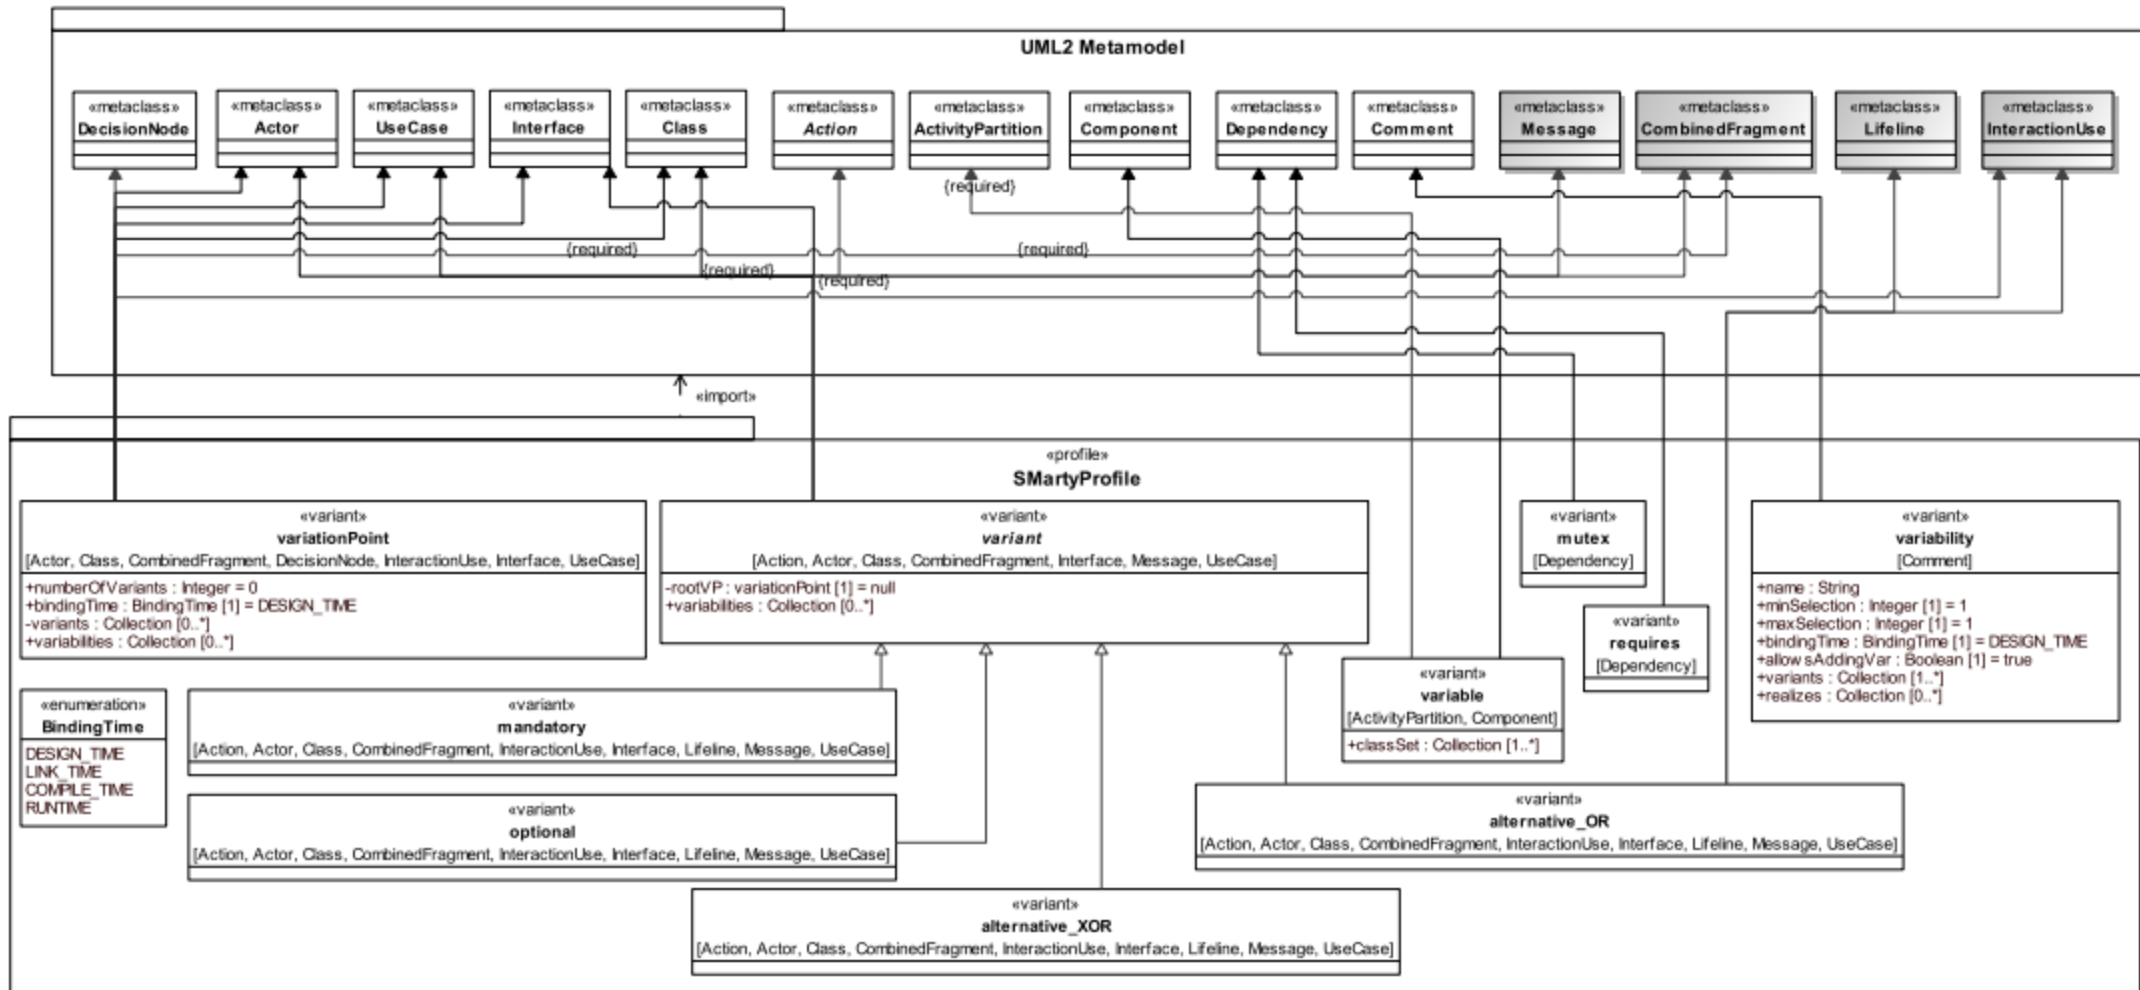 UML2 Metamodel
«metaclass»
DecisionNode
«metaclass»
Actor
«metaclass»
UseCase
«metaclass»
Interface
«metaclass»
Class
«metaclass»
Action
«metaclass»
ActivityPartition
«metaclass»
Component
«metaclass»
Dependency
«metaclass»
Comment
«metaclass»
Message
«metaclass»
CombinedFragment
«metaclass»
Lifeline
«metaclass»
InteractionUse
{required}
{required}
{required}
{required}
{required}
«import»
«profile»
SMartyProfile
«variant»
variationPoint
[Actor, Class, CombinedFragment, DecisionNode, InteractionUse, Interface, UseCase]
+numberOfVariants : Integer = 0
+bindingTime : BindingTime [1] = DESIGN_TIME
-variants : Collection [0..*]
+variabilities : Collection [0..*]
«variant»
variant
[Action, Actor, Class, CombinedFragment, Interface, Message, UseCase]
-rootVP : variationPoint [1] = null
+variabilities : Collection [0..*]
«variant»
mutex
[Dependency]
«variant»
requires
[Dependency]
«variant»
variability
[Comment]
+name : String
+minSelection : Integer [1] = 1
+maxSelection : Integer [1] = 1
+bindingTime : BindingTime [1] = DESIGN_TIME
+allowsAddingVar : Boolean [1] = true
+variants : Collection [1..*]
+realizes : Collection [0..*]
«enumeration»
BindingTime
DESIGN_TIME
LINK_TIME
COMPILE_TIME
RUNTIME
«variant»
mandatory
[Action, Actor, Class, CombinedFragment, InteractionUse, Interface, Lifeline, Message, UseCase]
«variant»
variable
[ActivityPartition, Component]
+classSet : Collection [1..*]
«variant»
optional
[Action, Actor, Class, CombinedFragment, InteractionUse, Interface, Lifeline, Message, UseCase]
«variant»
alternative_OR
[Action, Actor, Class, CombinedFragment, InteractionUse, Interface, Lifeline, Message, UseCase]
«variant»
alternative_XOR
[Action, Actor, Class, CombinedFragment, InteractionUse, Interface, Lifeline, Message, UseCase]